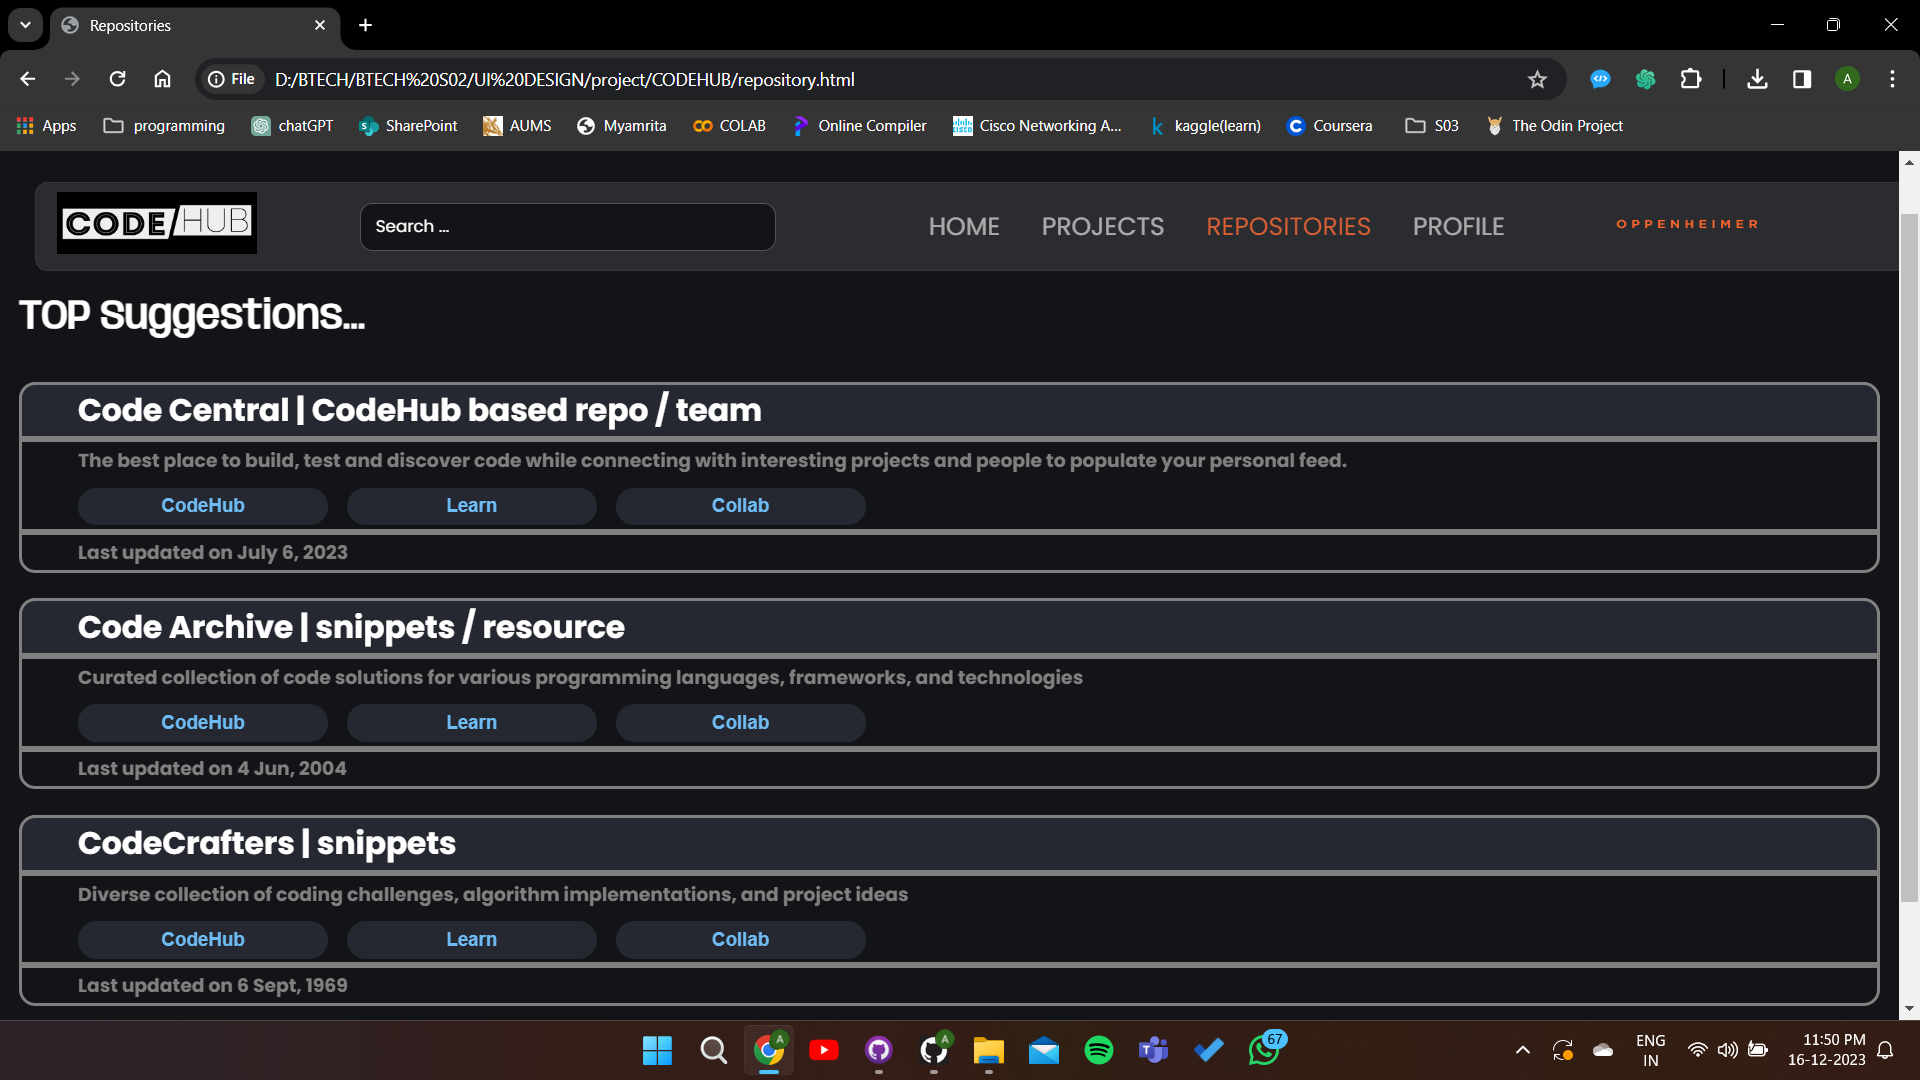 Repositories
File
D:/BTECH/BTECH%20S02/UI%20DESIGN/project/CODEHUB/repository.html
A
Apps
programming
chatGPT
SharePoint
AUMS
Myamrita
COLAB
Online Compiler
Cisco Networking A...
kaggle(learn)
Coursera
S03
The Odin Project
CODE/HUB
Search ...
HOME
PROJECTS
REPOSITORIES
PROFILE
OPPENHEIMER
TOP Suggestions...
Code Central | CodeHub based repo / team
The best place to build, test and discover code while connecting with interesting projects and people to populate your personal feed.
CodeHub
Learn
Collab
Last updated on July 6, 2023
Code Archive | snippets / resource
Curated collection of code solutions for various programming languages, frameworks, and technologies
CodeHub
Learn
Collab
Last updated on 4 Jun, 2004
CodeCrafters | snippets
Diverse collection of coding challenges, algorithm implementations, and project ideas
CodeHub
Learn
Collab
Last updated on 6 Sept, 1969
A
A
67
ENG
IN
11:50 PM
16-12-2023